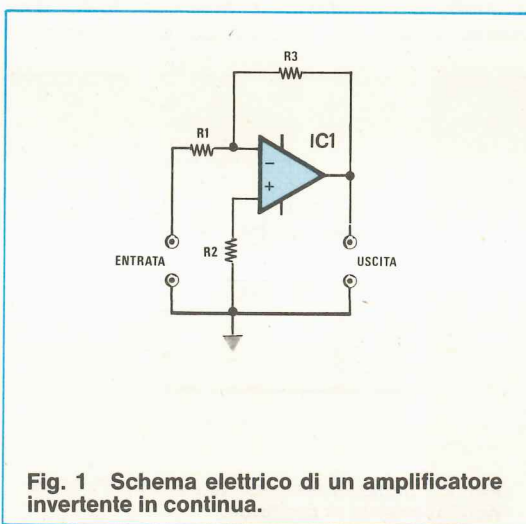 R3
R1
IC1
−
+
R2
ENTRATA
USCITA
Fig. 1 Schema elettrico di un amplificatore
invertente in continua.